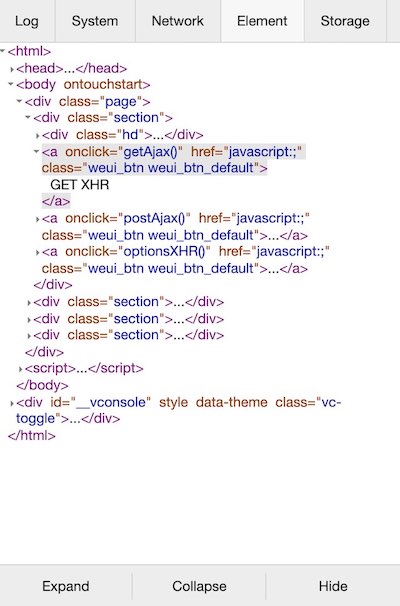 Log System Network Element Storage
<html>
<head>...</head>
<body ontouchstart>
<div class="page">
<div class="section">
<div class="hd">...</div>
<a onclick="getAjax()" href="javascript:;"
class="weui_btn weui_btn_default">
GET XHR
</a>
<a onclick="postAjax()" href="javascript:;"
class="weui_btn weui_btn_default">...</a>
<a onclick="optionsXHR()" href="javascript:;"
class="weui_btn weui_btn_default">...</a>
</div>
<div class="section">...</div>
<div class="section">...</div>
<div class="section">...</div>
</div>
<script>...</script>
</body>
<div id="__vconsole" style data-theme class="vc-
toggle">...</div>
</html>
Expand Collapse Hide